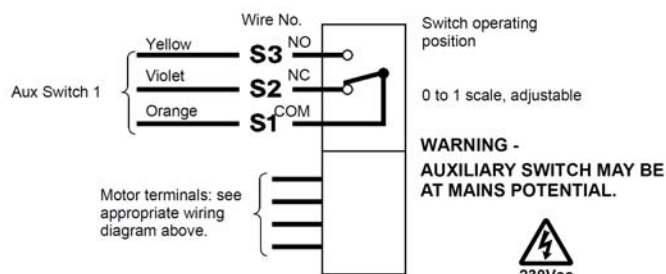 Wire No.
Yellow
S3
NO
Violet
S2
NC
Orange
S1
COM
Aux Switch 1
Switch operating
position
0 to 1 scale, adjustable
WARNING -
AUXILIARY SWITCH MAY BE
AT MAINS POTENTIAL.
Motor terminals: see
appropriate wiring
diagram above.
230Vac